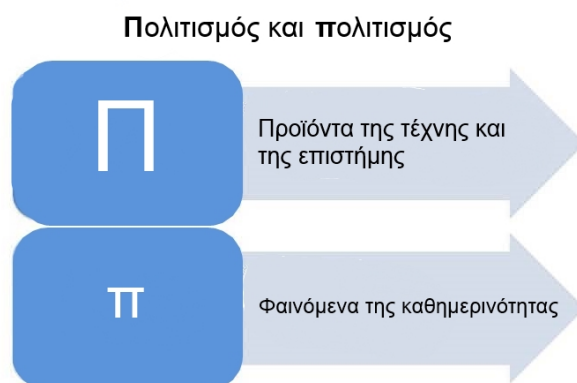 Πολιτισμός και πολιτισμός
Π
Προϊόντα της τέχνης και
της επιστήμης
π
Φαινόμενα της καθημερινότητας